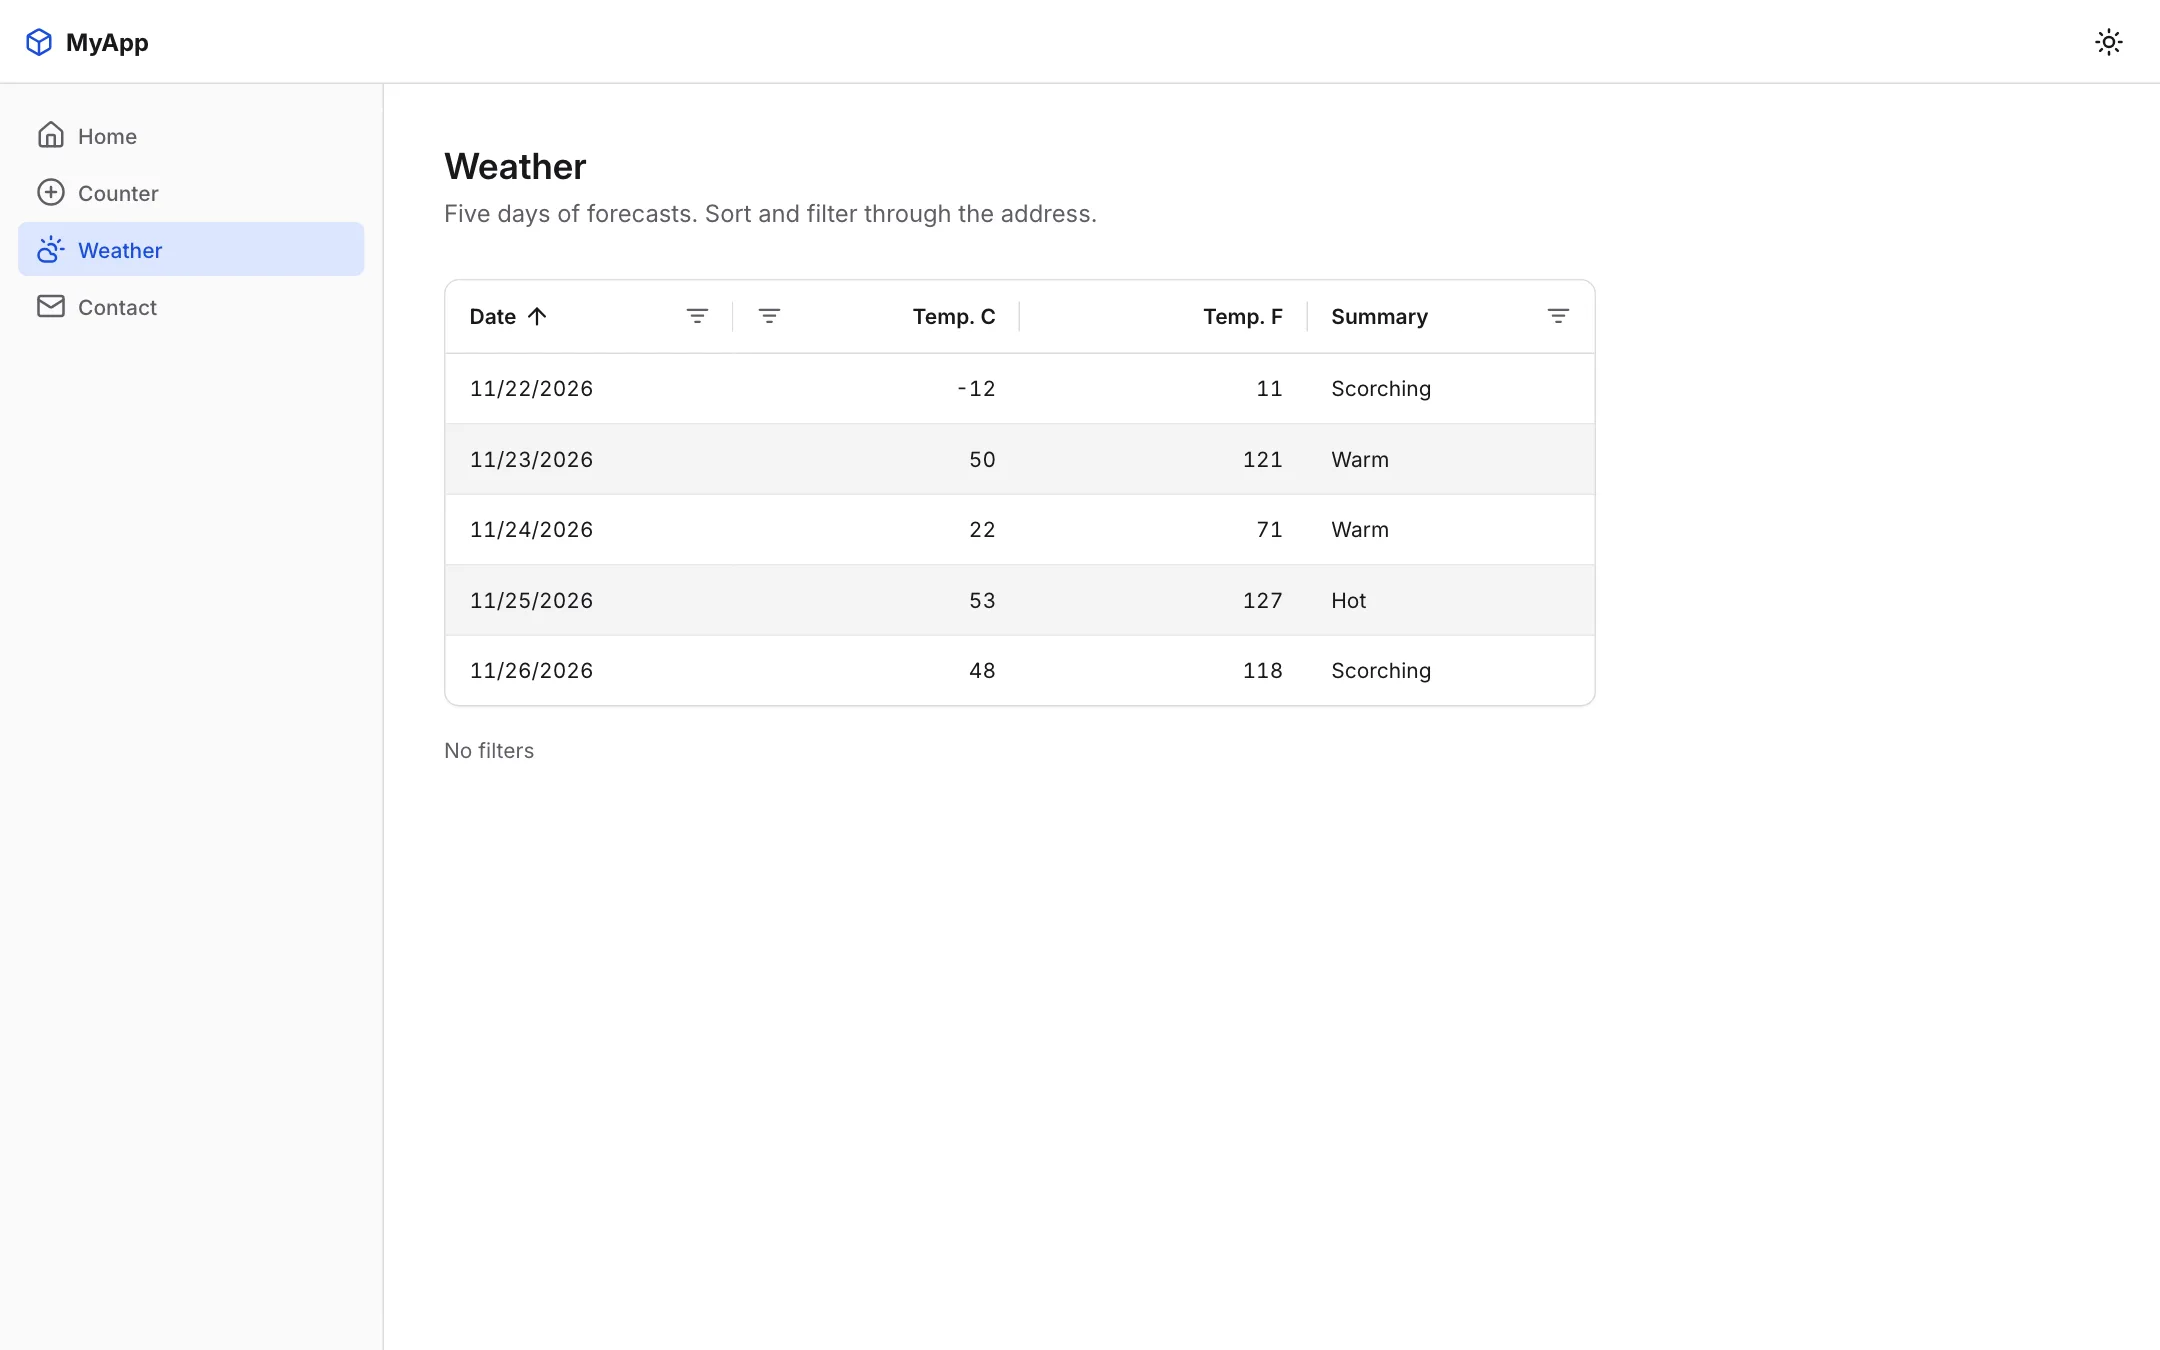 MyApp
Home
Counter
Weather
Contact
Weather
Five days of forecasts. Sort and filter through the address.
Date Temp. C Temp. F Summary
11/22/2026 -12 11 Scorching
11/23/2026 50 121 Warm
11/24/2026 22 71 Warm
11/25/2026 53 127 Hot
11/26/2026 48 118 Scorching
No filters